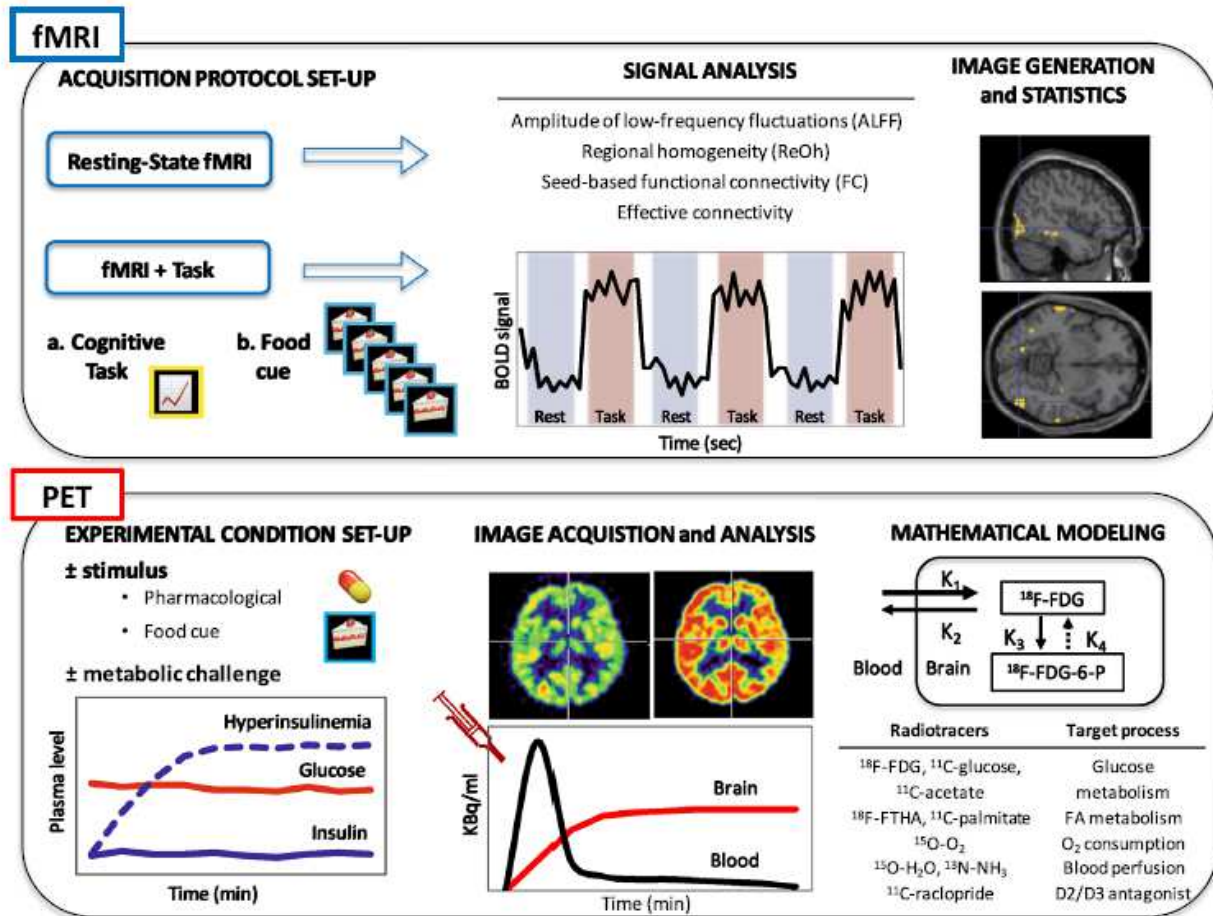 fMRI
ACQUISITION PROTOCOL SET-UP
Resting-State fMRI
fMRI + Task
a. Cognitive
Task
b. Food
cue
SIGNAL ANALYSIS
Amplitude of low-frequency fluctuations (ALFF)
Regional homogeneity (ReOh)
Seed-based functional connectivity (FC)
Effective connectivity
BOLD signal
Rest Task Rest Task Rest Task
Time (sec)
IMAGE GENERATION
and STATISTICS
PET
EXPERIMENTAL CONDITION SET-UP
± stimulus
• Pharmacological
• Food cue
± metabolic challenge
Plasma level
Hyperinsulinemia
Glucose
Insulin
Time (min)
IMAGE ACQUISTION and ANALYSIS
KBq/ml
Brain
Blood
Time (min)
MATHEMATICAL MODELING
K₁
¹⁸F-FDG
K₂
K₃ K₄
Blood Brain
¹⁸F-FDG-6-P
Radiotracers Target process
¹⁸F-FDG, ¹¹C-glucose, Glucose
¹¹C-acetate metabolism
¹⁸F-FTHA, ¹¹C-palmitate FA metabolism
¹⁵O-O₂ O₂ consumption
¹⁵O-H₂O, ¹³N-NH₃ Blood perfusion
¹¹C-raclopride D2/D3 antagonist